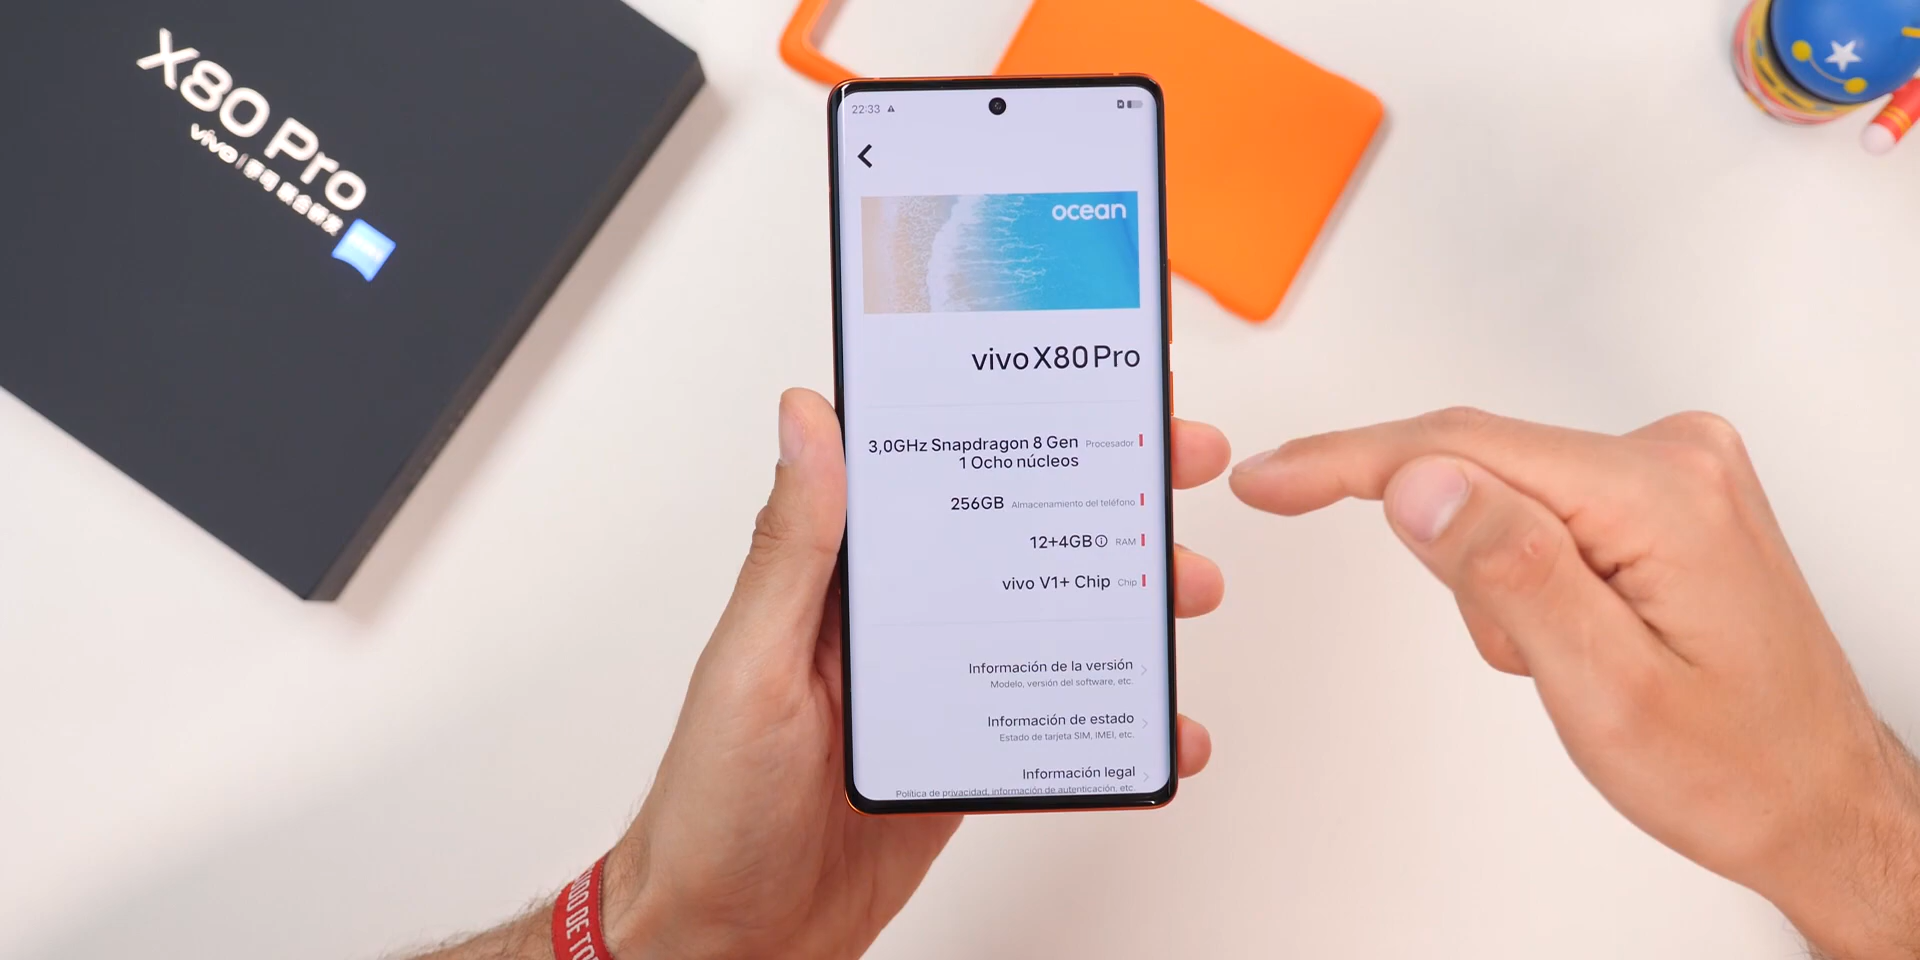 X80 Pro
vivo
22:33
ocean
vivo X80 Pro
3,0GHz Snapdragon 8 Gen Procesador
1 Ocho núcleos
256GB Almacenamiento del teléfono
12+4GB RAM
vivo V1+ Chip Chip
Información de la versión
Modelo, versión del software, etc.
Información de estado
Estado de tarjeta SIM, IMEI, etc.
Información legal
Política de privacidad, información de autenticación, etc.
DE